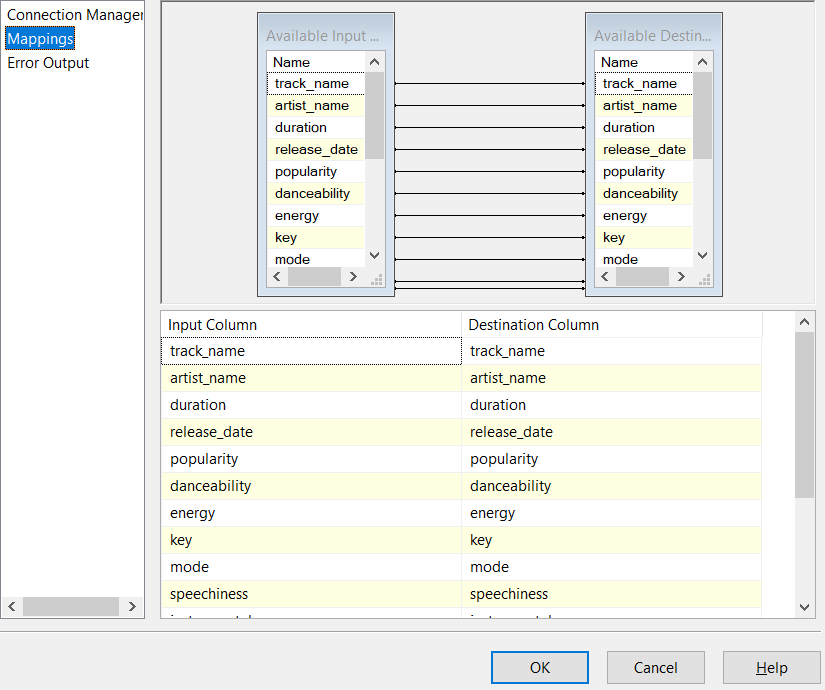 Connection Manager
Mappings
Error Output
Available Input ...
Name
track_name
artist_name
duration
release_date
popularity
danceability
energy
key
mode
Available Destin...
Name
track_name
artist_name
duration
release_date
popularity
danceability
energy
key
mode
Input Column Destination Column
track_name track_name
artist_name artist_name
duration duration
release_date release_date
popularity popularity
danceability danceability
energy energy
key key
mode mode
speechiness speechiness
OK Cancel Help